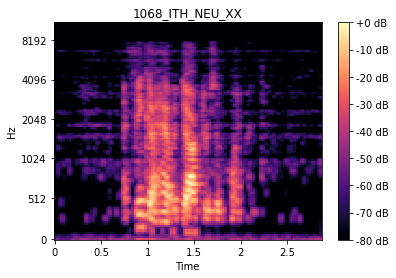 1068_ITH_NEU_XX
8192
4096
2048
1024
512
0
Hz
0 0.5 1 1.5 2 2.5
Time
+0 dB
-10 dB
-20 dB
-30 dB
-40 dB
-50 dB
-60 dB
-70 dB
-80 dB